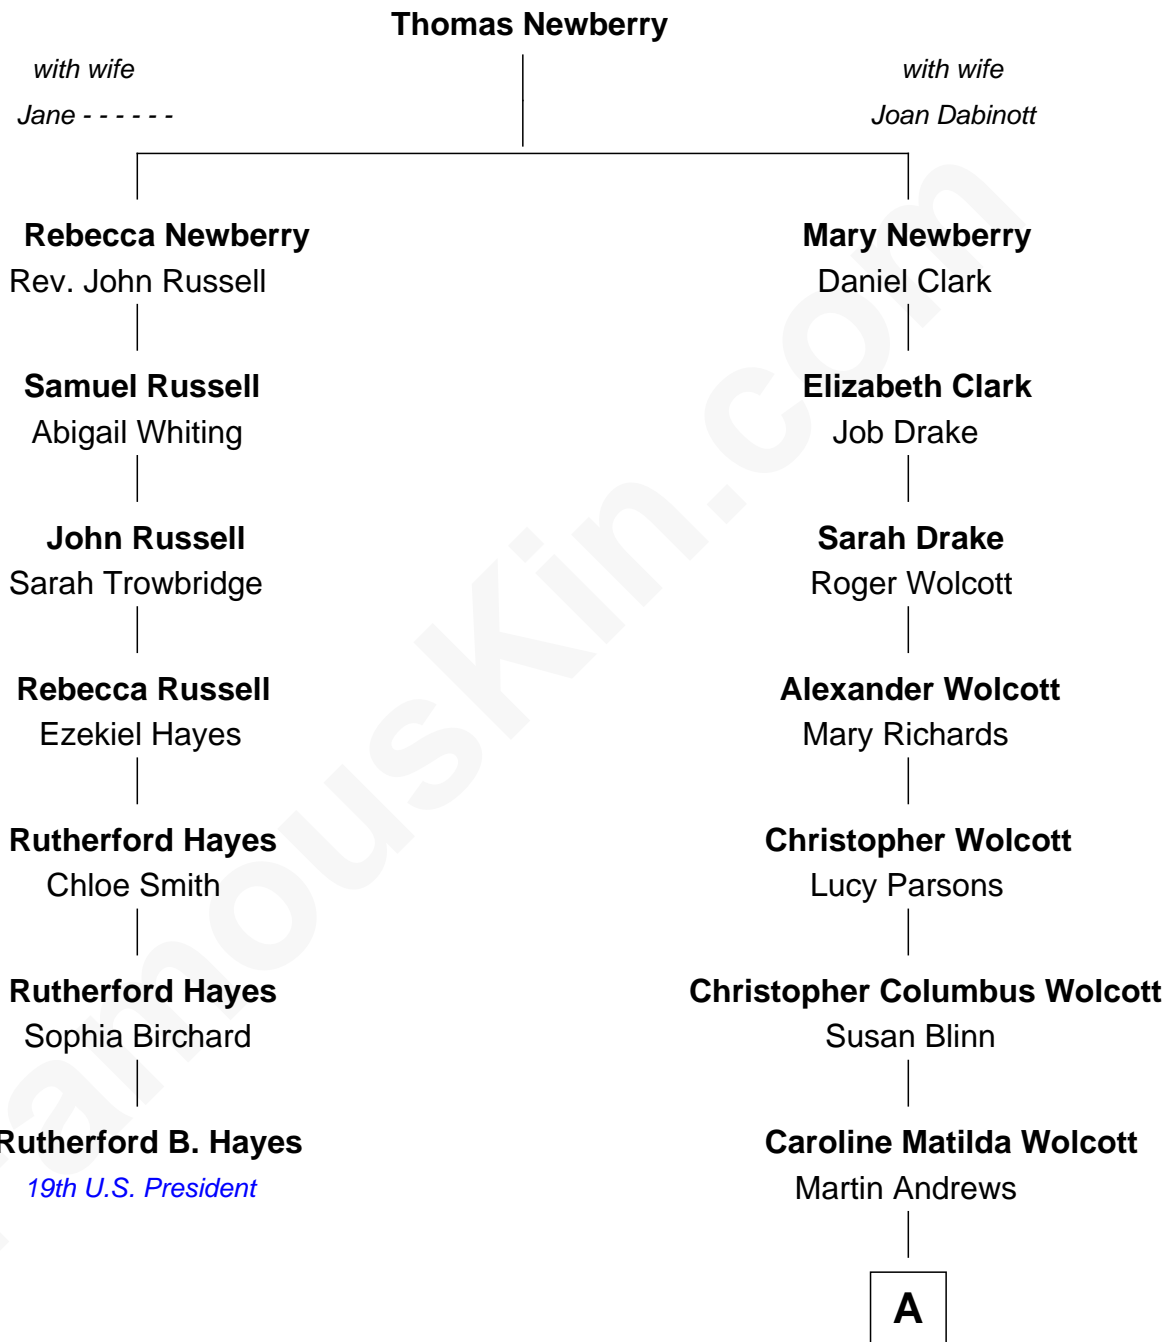 Thomas Newberry
with wife
Jane - - - - - -
with wife
Joan Dabinott
Rebecca Newberry
Rev. John Russell
Mary Newberry
Daniel Clark
Samuel Russell
Abigail Whiting
Elizabeth Clark
Job Drake
John Russell
Sarah Trowbridge
Sarah Drake
Roger Wolcott
Rebecca Russell
Ezekiel Hayes
Alexander Wolcott
Mary Richards
Rutherford Hayes
Chloe Smith
Christopher Wolcott
Lucy Parsons
Rutherford Hayes
Sophia Birchard
Christopher Columbus Wolcott
Susan Blinn
Rutherford B. Hayes
19th U.S. President
Caroline Matilda Wolcott
Martin Andrews
A
FamousKin.com